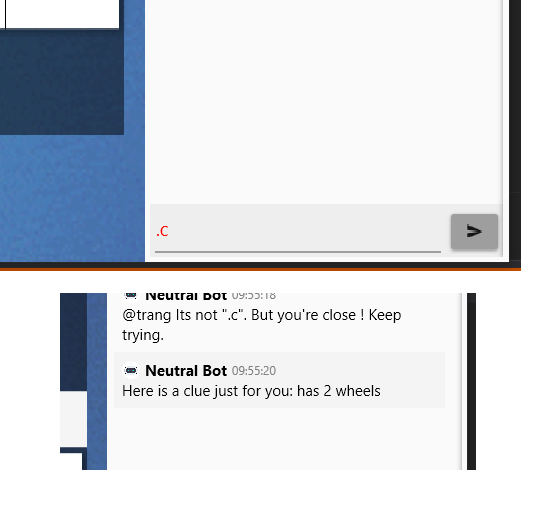 .C
Neutral Bot 09:55:18
@trang Its not ".c". But you're close ! Keep
trying.
Neutral Bot 09:55:20
Here is a clue just for you: has 2 wheels